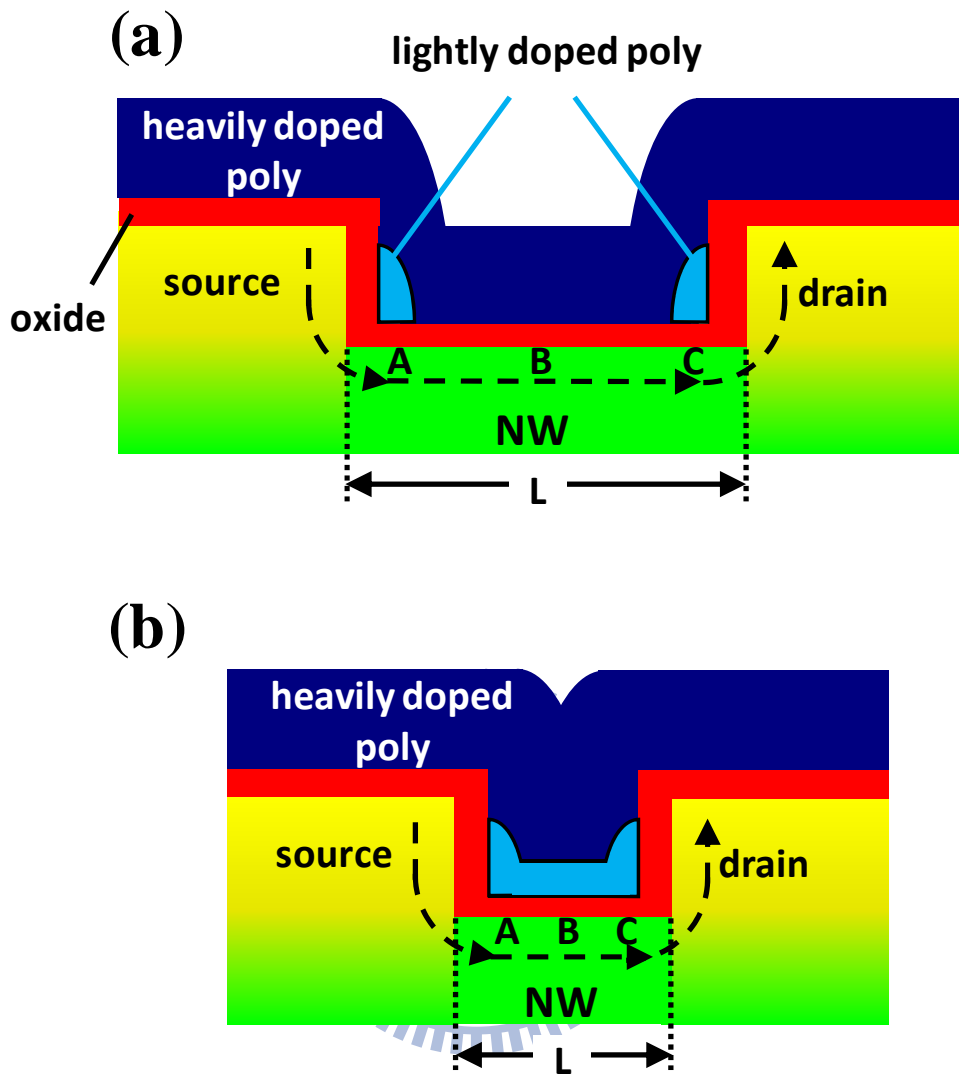 (a)
lightly doped poly
heavily doped
poly
source
drain
oxide
A
B
C
NW
L
(b)
heavily doped
poly
source
drain
A
B
C
NW
L